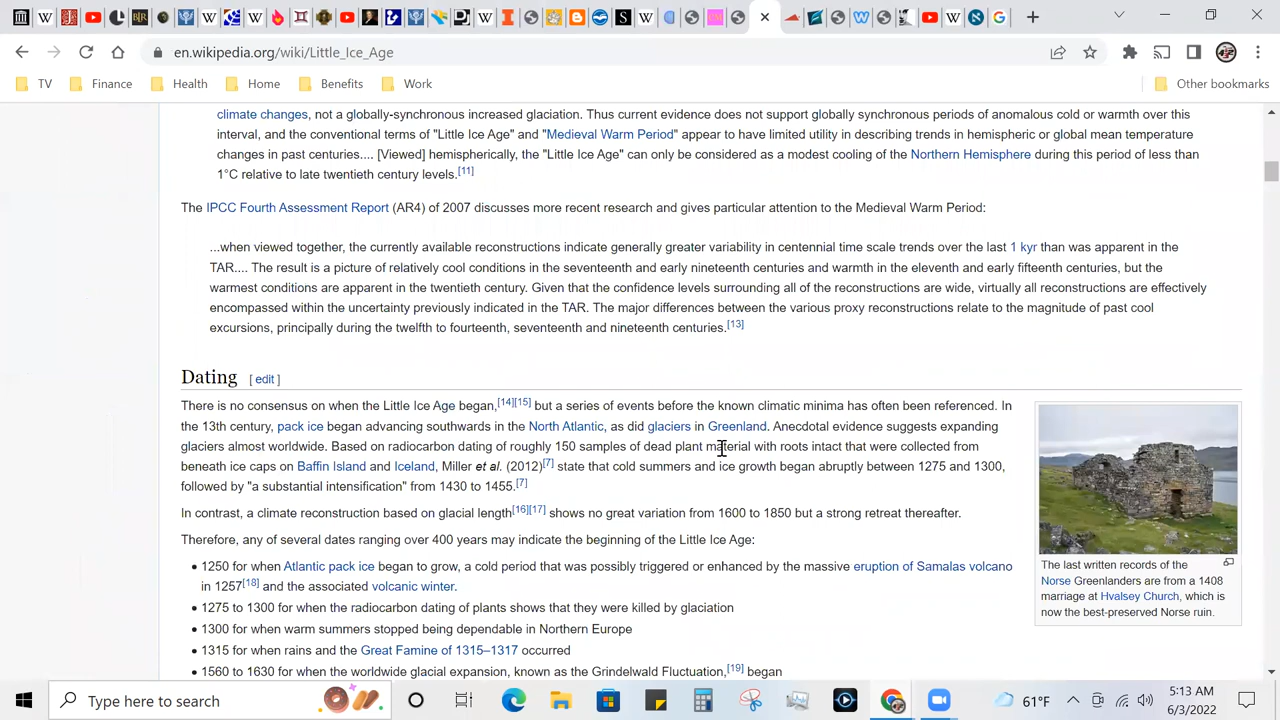 en.wikipedia.org/wiki/Little_Ice_Age
TV Finance Health Home Benefits Work Other bookmarks
climate changes, not a globally-synchronous increased glaciation. Thus current evidence does not support globally synchronous periods of anomalous cold or warmth over this
interval, and the conventional terms of "Little Ice Age" and "Medieval Warm Period" appear to have limited utility in describing trends in hemispheric or global mean temperature
changes in past centuries.... [Viewed] hemispherically, the "Little Ice Age" can only be considered as a modest cooling of the Northern Hemisphere during this period of less than
1°C relative to late twentieth century levels.[11]
The IPCC Fourth Assessment Report (AR4) of 2007 discusses more recent research and gives particular attention to the Medieval Warm Period:
...when viewed together, the currently available reconstructions indicate generally greater variability in centennial time scale trends over the last 1 kyr than was apparent in the
TAR.... The result is a picture of relatively cool conditions in the seventeenth and early nineteenth centuries and warmth in the eleventh and early fifteenth centuries, but the
warmest conditions are apparent in the twentieth century. Given that the confidence levels surrounding all of the reconstructions are wide, virtually all reconstructions are effectively
encompassed within the uncertainty previously indicated in the TAR. The major differences between the various proxy reconstructions relate to the magnitude of past cool
excursions, principally during the twelfth to fourteenth, seventeenth and nineteenth centuries.[13]
Dating [ edit ]
There is no consensus on when the Little Ice Age began,[14][15] but a series of events before the known climatic minima has often been referenced. In
the 13th century, pack ice began advancing southwards in the North Atlantic, as did glaciers in Greenland. Anecdotal evidence suggests expanding
glaciers almost worldwide. Based on radiocarbon dating of roughly 150 samples of dead plant material with roots intact that were collected from
beneath ice caps on Baffin Island and Iceland, Miller et al. (2012)[7] state that cold summers and ice growth began abruptly between 1275 and 1300,
followed by "a substantial intensification" from 1430 to 1455.[7]
In contrast, a climate reconstruction based on glacial length[16][17] shows no great variation from 1600 to 1850 but a strong retreat thereafter.
Therefore, any of several dates ranging over 400 years may indicate the beginning of the Little Ice Age:
• 1250 for when Atlantic pack ice began to grow, a cold period that was possibly triggered or enhanced by the massive eruption of Samalas volcano
in 1257[18] and the associated volcanic winter.
• 1275 to 1300 for when the radiocarbon dating of plants shows that they were killed by glaciation
• 1300 for when warm summers stopped being dependable in Northern Europe
• 1315 for when rains and the Great Famine of 1315–1317 occurred
• 1560 to 1630 for when the worldwide glacial expansion, known as the Grindelwald Fluctuation,[19] began
The last written records of the
Norse Greenlanders are from a 1408
marriage at Hvalsey Church, which is
now the best-preserved Norse ruin.
Type here to search
61°F
5:13 AM
6/3/2022